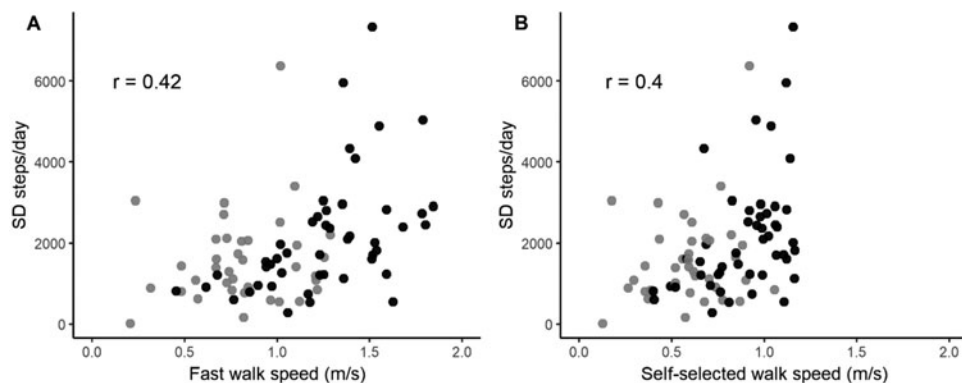 A
B
r = 0.42
r = 0.4
SD steps/day
6000
4000
2000
0
0.0 0.5 1.0 1.5 2.0
Fast walk speed (m/s)
SD steps/day
6000
4000
2000
0
0.0 0.5 1.0 1.5 2.0
Self-selected walk speed (m/s)